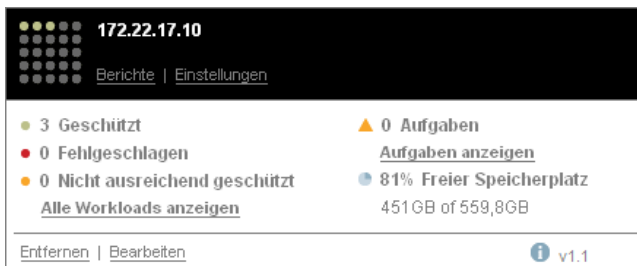 172.22.17.10
Berichte | Einstellungen
3 Geschützt
0 Fehlgeschlagen
0 Nicht ausreichend geschützt
Alle Workloads anzeigen
0 Aufgaben
Aufgaben anzeigen
81% Freier Speicherplatz
451GB of 559,8GB
Entfernen | Bearbeiten
v1.1